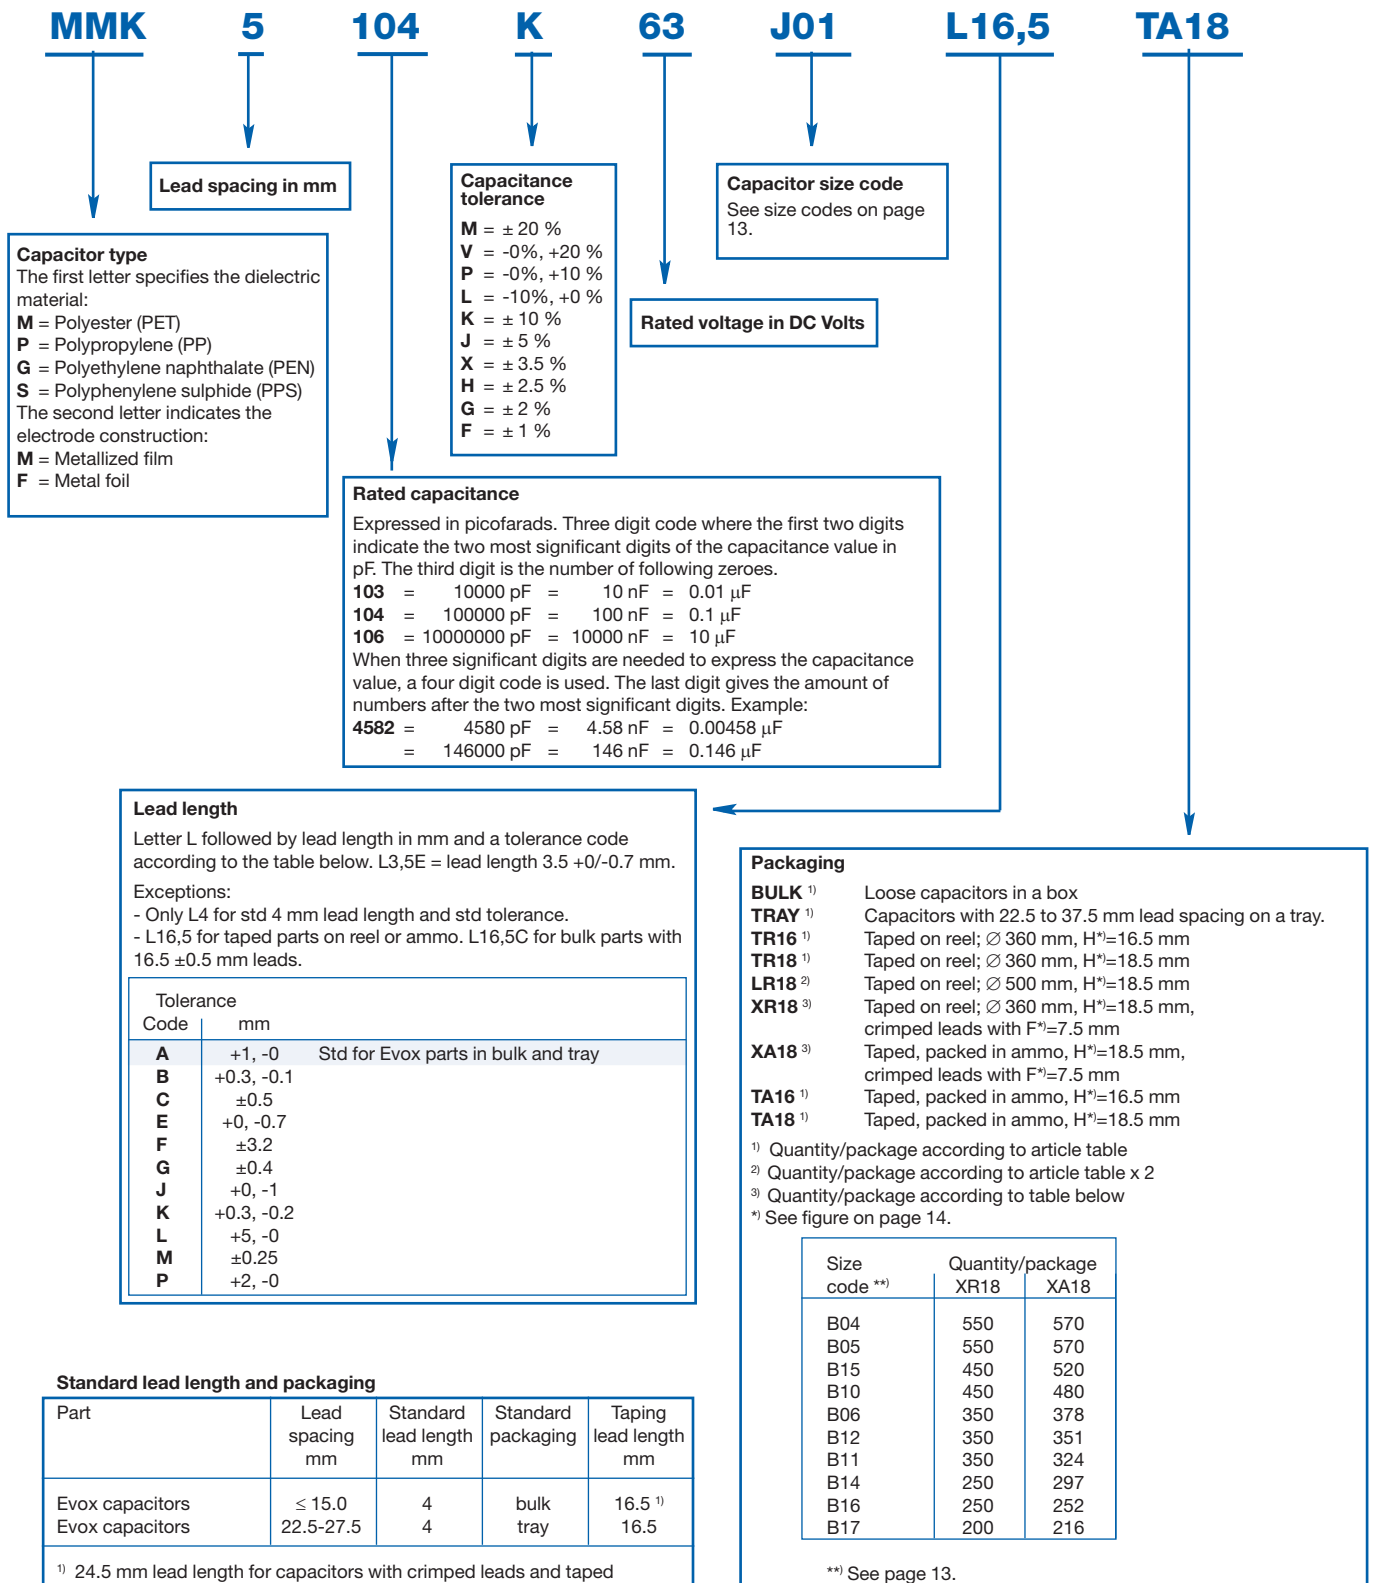 MMK 5 104 K 63 J01 L16,5 TA18
Lead spacing in mm
Capacitor type
The first letter specifies the dielectric
material:
M = Polyester (PET)
P = Polypropylene (PP)
G = Polyethylene naphthalate (PEN)
S = Polyphenylene sulphide (PPS)
The second letter indicates the
electrode construction:
M = Metallized film
F = Metal foil
Capacitance
tolerance
M = ± 20 %
V = -0%, +20 %
P = -0%, +10 %
L = -10%, +0 %
K = ± 10 %
J = ± 5 %
X = ± 3.5 %
H = ± 2.5 %
G = ± 2 %
F = ± 1 %
Capacitor size code
See size codes on page
13.
Rated voltage in DC Volts
Rated capacitance
Expressed in picofarads. Three digit code where the first two digits
indicate the two most significant digits of the capacitance value in
pF. The third digit is the number of following zeroes.
103 = 10000 pF = 10 nF = 0.01 µF
104 = 100000 pF = 100 nF = 0.1 µF
106 = 10000000 pF = 10000 nF = 10 µF
When three significant digits are needed to express the capacitance
value, a four digit code is used. The last digit gives the amount of
numbers after the two most significant digits. Example:
4582 = 4580 pF = 4.58 nF = 0.00458 µF
= 146000 pF = 146 nF = 0.146 µF
Lead length
Letter L followed by lead length in mm and a tolerance code
according to the table below. L3,5E = lead length 3.5 +0/-0.7 mm.
Exceptions:
- Only L4 for std 4 mm lead length and std tolerance.
- L16,5 for taped parts on reel or ammo. L16,5C for bulk parts with
16.5 ±0.5 mm leads.
Tolerance
Code mm
A +1, -0 Std for Evox parts in bulk and tray
B +0.3, -0.1
C ±0.5
E +0, -0.7
F ±3.2
G ±0.4
J +0, -1
K +0.3, -0.2
L +5, -0
M ±0.25
P +2, -0
Packaging
BULK 1) Loose capacitors in a box
TRAY 1) Capacitors with 22.5 to 37.5 mm lead spacing on a tray.
TR16 1) Taped on reel; ∅ 360 mm, H*)=16.5 mm
TR18 1) Taped on reel; ∅ 360 mm, H*)=18.5 mm
LR18 2) Taped on reel; ∅ 500 mm, H*)=18.5 mm
XR18 3) Taped on reel; ∅ 360 mm, H*)=18.5 mm,
crimped leads with F*)=7.5 mm
XA18 3) Taped, packed in ammo, H*)=18.5 mm,
crimped leads with F*)=7.5 mm
TA16 1) Taped, packed in ammo, H*)=16.5 mm
TA18 1) Taped, packed in ammo, H*)=18.5 mm
1) Quantity/package according to article table
2) Quantity/package according to article table x 2
3) Quantity/package according to table below
*) See figure on page 14.
Size Quantity/package
code **) XR18 XA18
B04 550 570
B05 550 570
B15 450 520
B10 450 480
B06 350 378
B12 350 351
B11 350 324
B14 250 297
B16 250 252
B17 200 216
**) See page 13.
Standard lead length and packaging
Part Lead Standard Standard Taping
spacing lead length packaging lead length
mm mm mm
Evox capacitors ≤ 15.0 4 bulk 16.5 1)
Evox capacitors 22.5-27.5 4 tray 16.5
1) 24.5 mm lead length for capacitors with crimped leads and taped